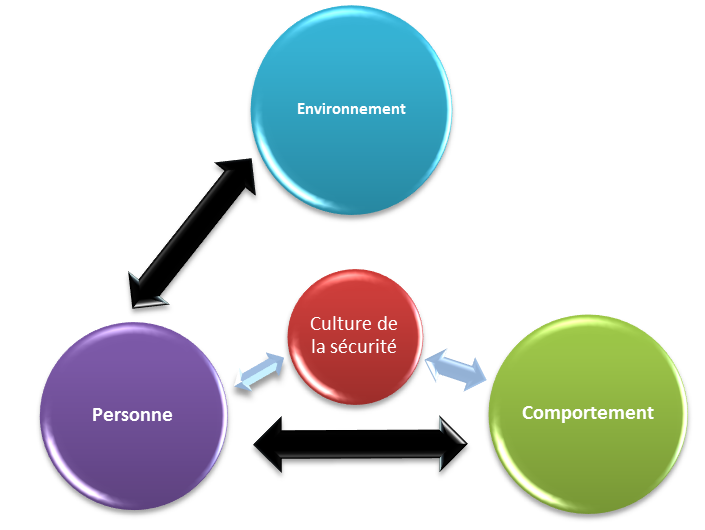 Environnement
Culture de
la sécurité
Personne
Comportement